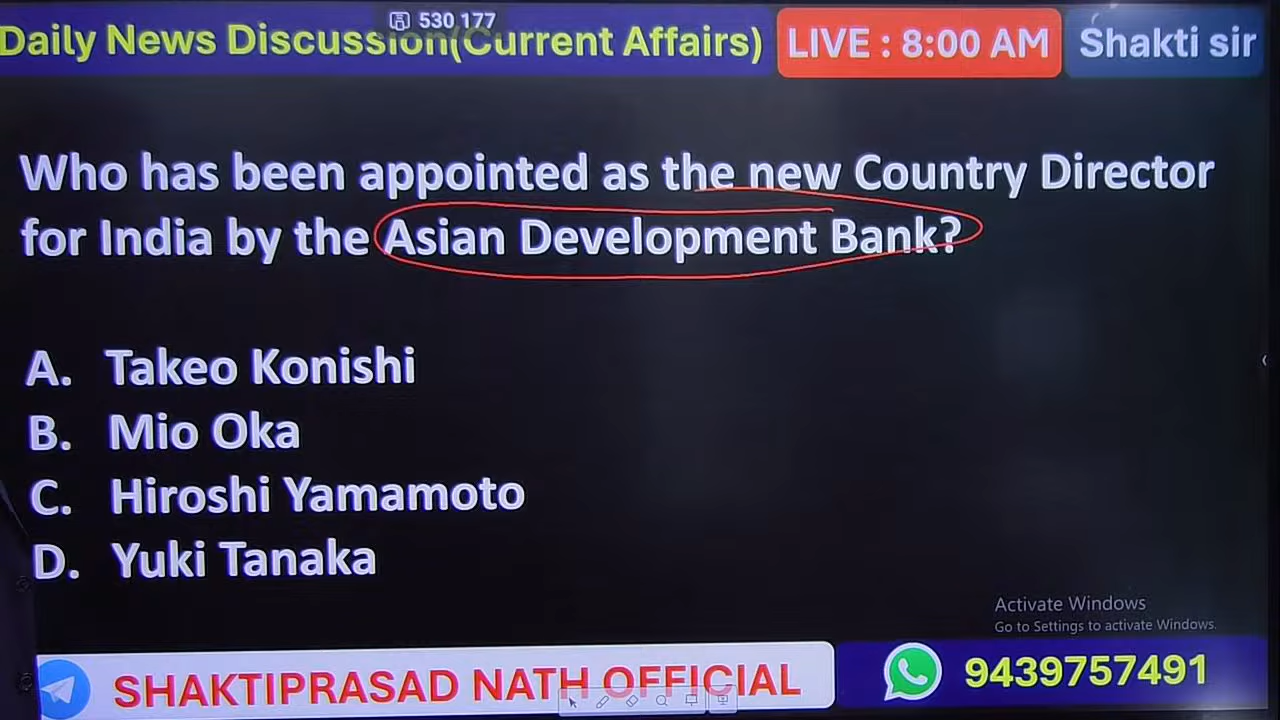 530 177
Daily News Discussion(Current Affairs)
LIVE : 8:00 AM
Shakti sir
Who has been appointed as the new Country Director
for India by the Asian Development Bank?
A. Takeo Konishi
B. Mio Oka
C. Hiroshi Yamamoto
D. Yuki Tanaka
Activate Windows
Go to Settings to activate Windows.
SHAKTIPRASAD NATH OFFICIAL
9439757491